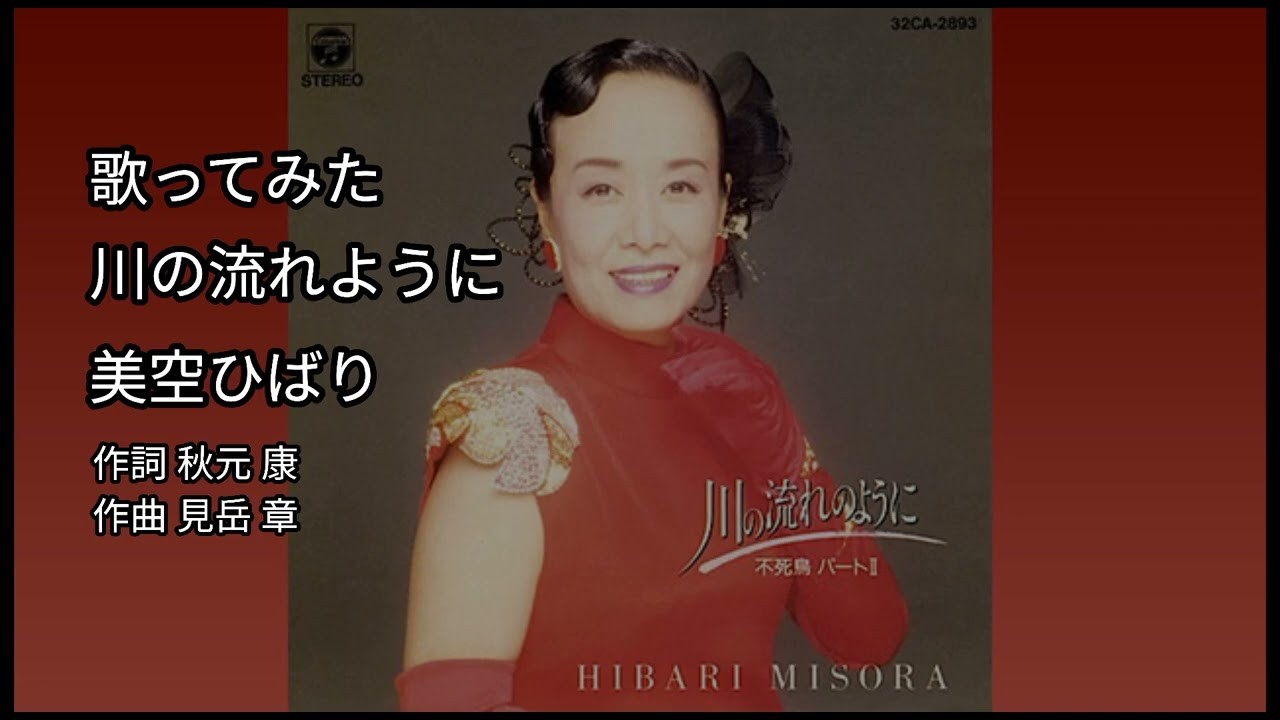 32CA-2893
STEREO
歌ってみた
川の流れように
美空ひばり
作詞 秋元 康
作曲 見岳 章
川の流れのように
不死鳥 パートⅡ
HIBARI MISORA